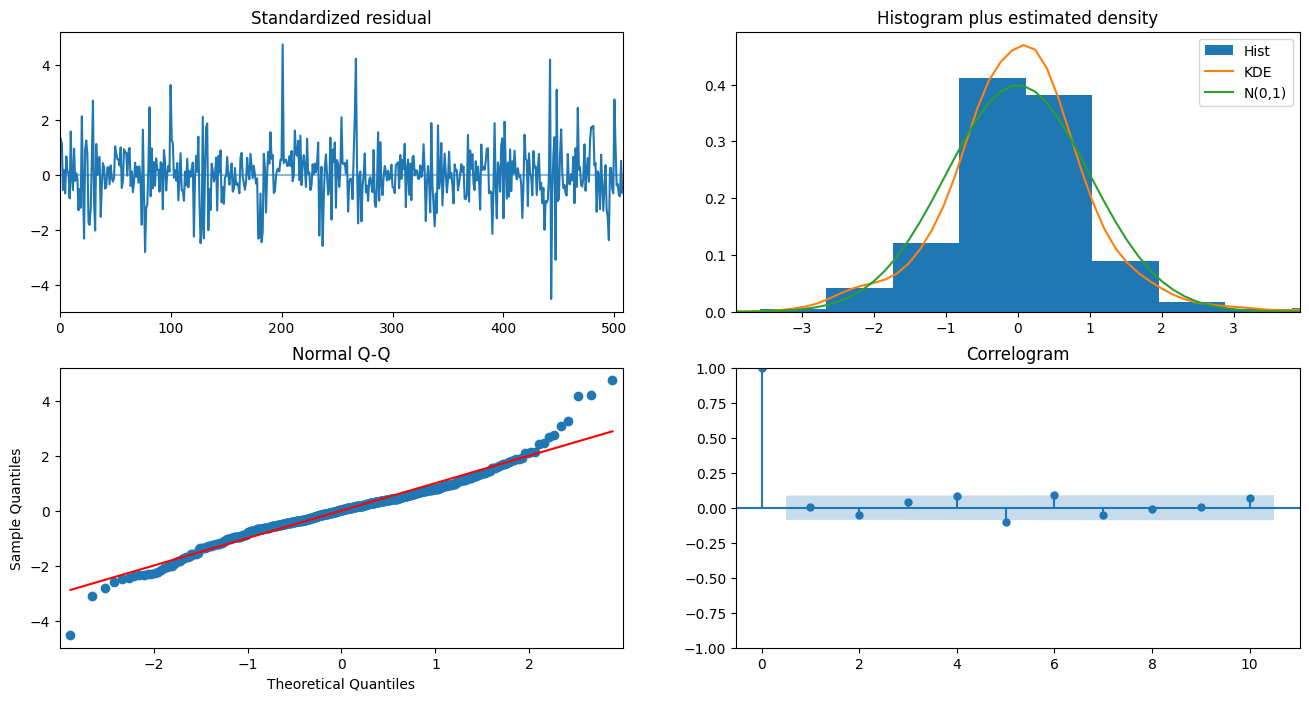 Standardized residual
4
2
0
−2
−4
0 100 200 300 400 500
Histogram plus estimated density
Hist
KDE
N(0,1)
0.4
0.3
0.2
0.1
0.0
−3 −2 −1 0 1 2 3
Normal Q-Q
Sample Quantiles
4
2
0
−2
−4
−2 −1 0 1 2
Theoretical Quantiles
Correlogram
1.00
0.75
0.50
0.25
0.00
−0.25
−0.50
−0.75
−1.00
0 2 4 6 8 10